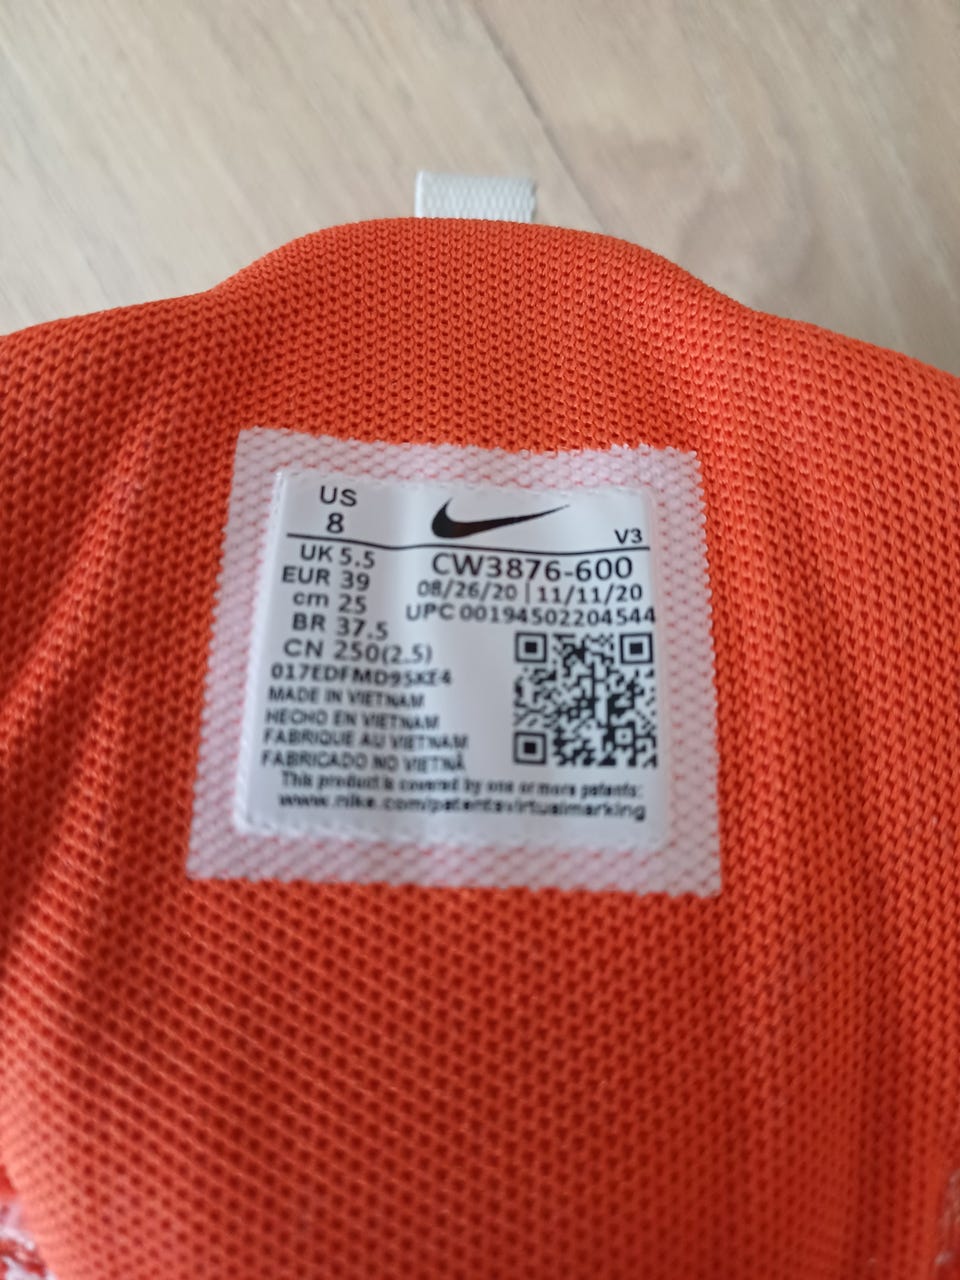 US
8
V3
UK 5.5
EUR 39
cm 25
BR 37.5
CN 250(2.5)
CW3876-600
08/26/20 | 11/11/20
UPC 00194502204544
017EDFMD95KE4
MADE IN VIETNAM
HECHO EN VIETNAM
FABRIQUE AU VIETNAM
FABRICADO NO VIETNÃ
This product is covered by one or more patents:
www.nike.com/patentsvirtualmarking